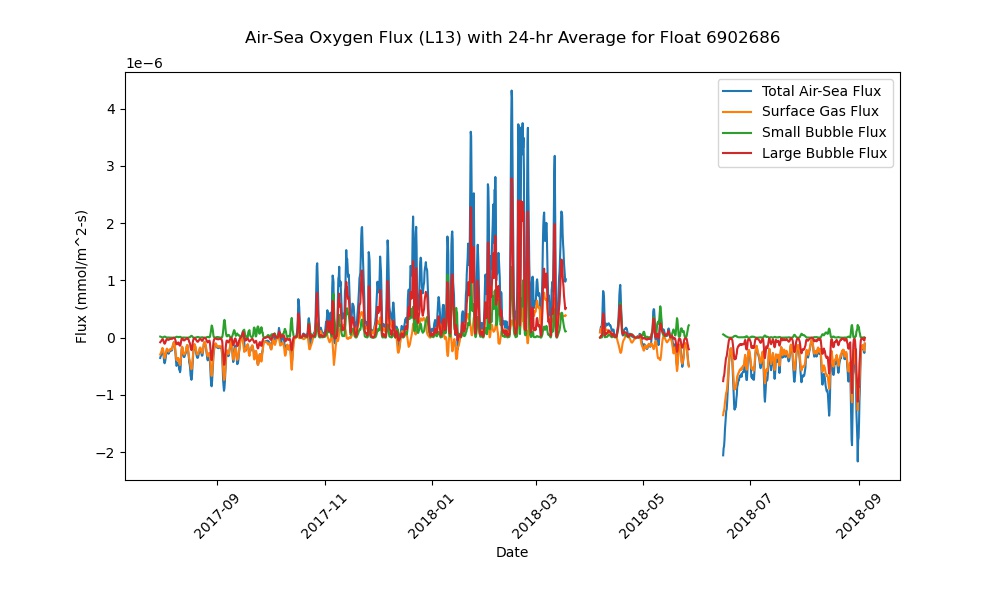 Air-Sea Oxygen Flux (L13) with 24-hr Average for Float 6902686
1e−6
Total Air-Sea Flux
Surface Gas Flux
Small Bubble Flux
Large Bubble Flux
4
3
2
1
0
−1
−2
Flux (mmol/m^2-s)
2017-09
2017-11
2018-01
2018-03
2018-05
2018-07
2018-09
Date